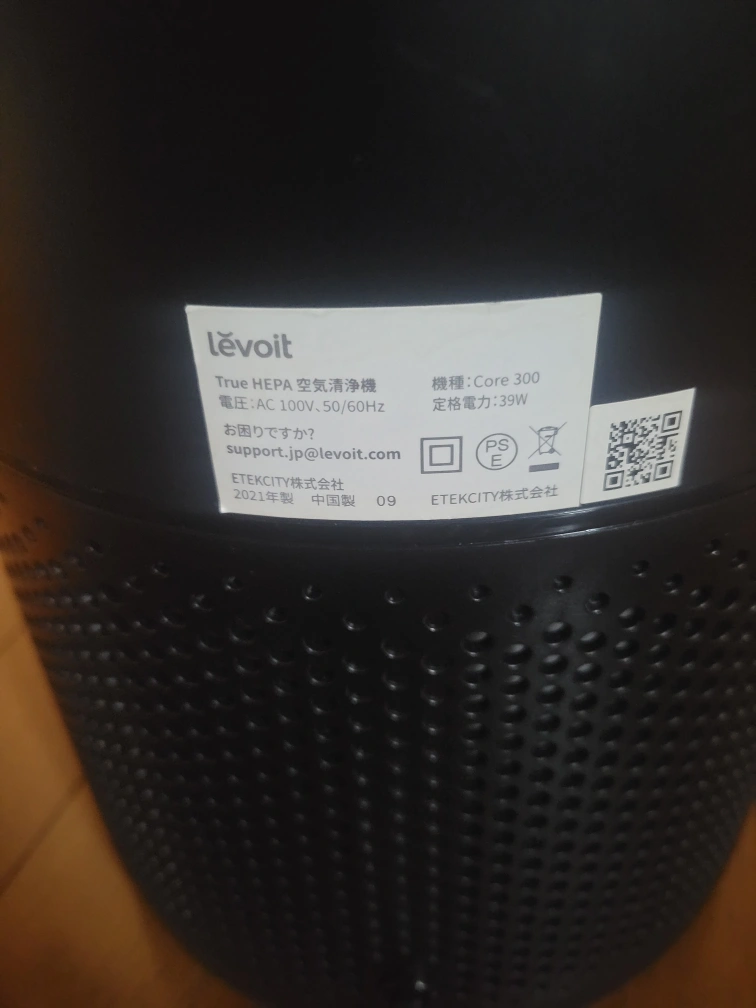 lĕvoit
True HEPA 空気清浄機
機種：Core 300
電圧：AC 100V、50/60Hz
定格電力：39W
お困りですか?
support.jp@levoit.com
PS
E
ETEKCITY株式会社
2021年製 中国製 09
ETEKCITY株式会社